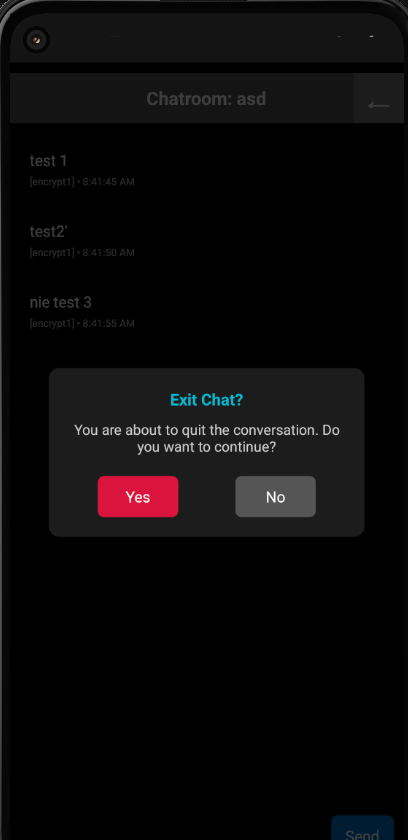 Chatroom: asd
←
test 1
[encrypt1] • 8:41:45 AM
test2'
[encrypt1] • 8:41:50 AM
nie test 3
[encrypt1] • 8:41:55 AM
Exit Chat?
You are about to quit the conversation. Do
you want to continue?
Yes No
Send